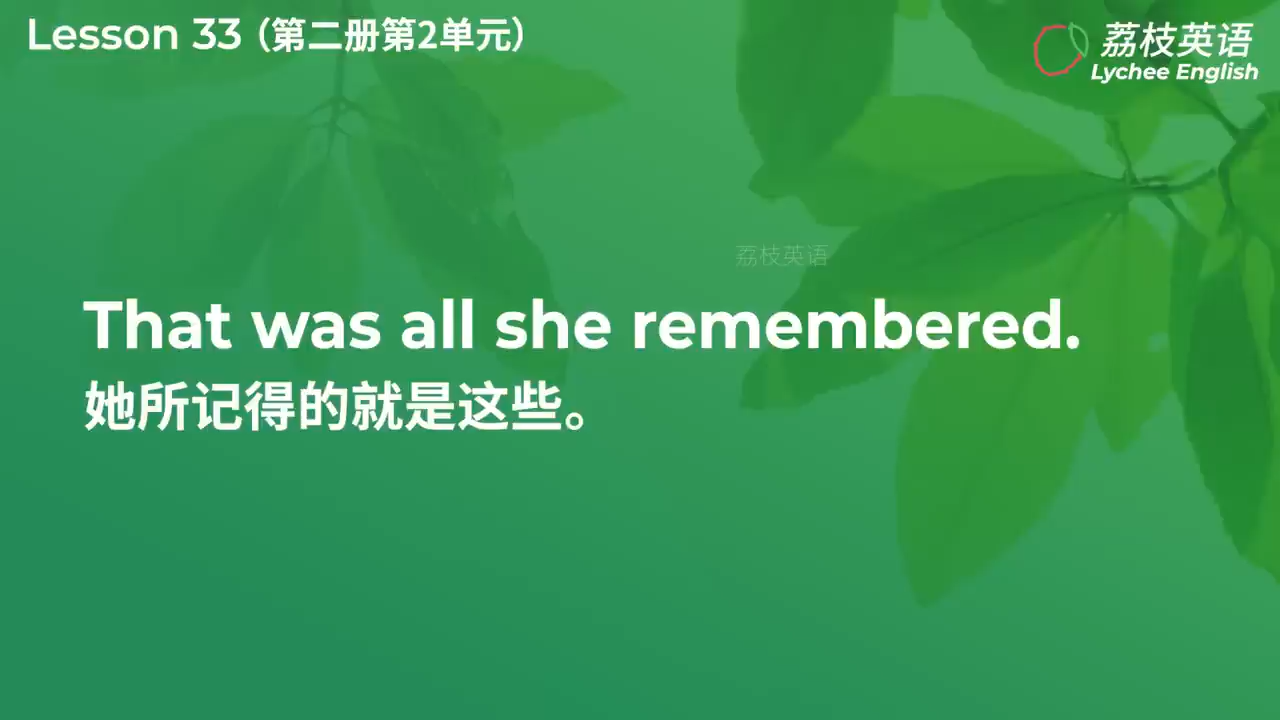 Lesson 33（第二册第2单元）
荔枝英语
Lychee English
荔枝英语
That was all she remembered.
她所记得的就是这些。